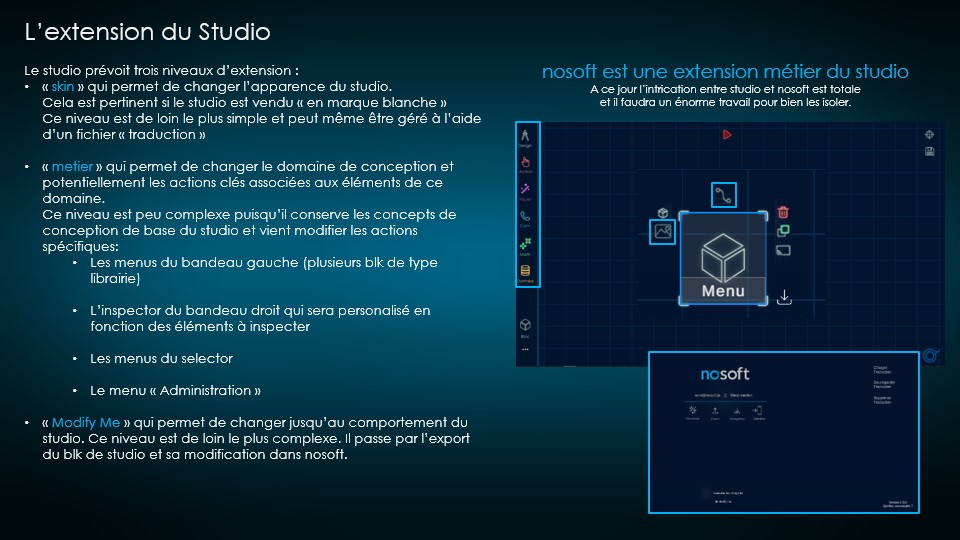 L’extension du Studio
Le studio prévoit trois niveaux d’extension :
• « skin » qui permet de changer l’apparence du studio.
Cela est pertinent si le studio est vendu « en marque blanche »
Ce niveau est de loin le plus simple et peut même être géré à l’aide
d’un fichier « traduction »
• « metier » qui permet de changer le domaine de conception et
potentiellement les actions clés associées aux éléments de ce
domaine.
Ce niveau est peu complexe puisqu’il conserve les concepts de
conception de base du studio et vient modifier les actions
spécifiques:
• Les menus du bandeau gauche (plusieurs blk de type
librairie)
• L’inspector du bandeau droit qui sera personalisé en
fonction des éléments à inspecter
• Les menus du selector
• Le menu « Administration »
• « Modify Me » qui permet de changer jusqu’au comportement du
studio. Ce niveau est de loin le plus complexe. Il passe par l’export
du blk de studio et sa modification dans nosoft.
nosoft est une extension métier du studio
A ce jour l’intrication entre studio et nosoft est totale
et il faudra un énorme travail pour bien les isoler.
Design
Action
Visuel
Com
Math
Donnée
Bloc
Menu
nosoft
Charger
Traduction
Sauvegarder
Traduction
Supprimer
Traduction